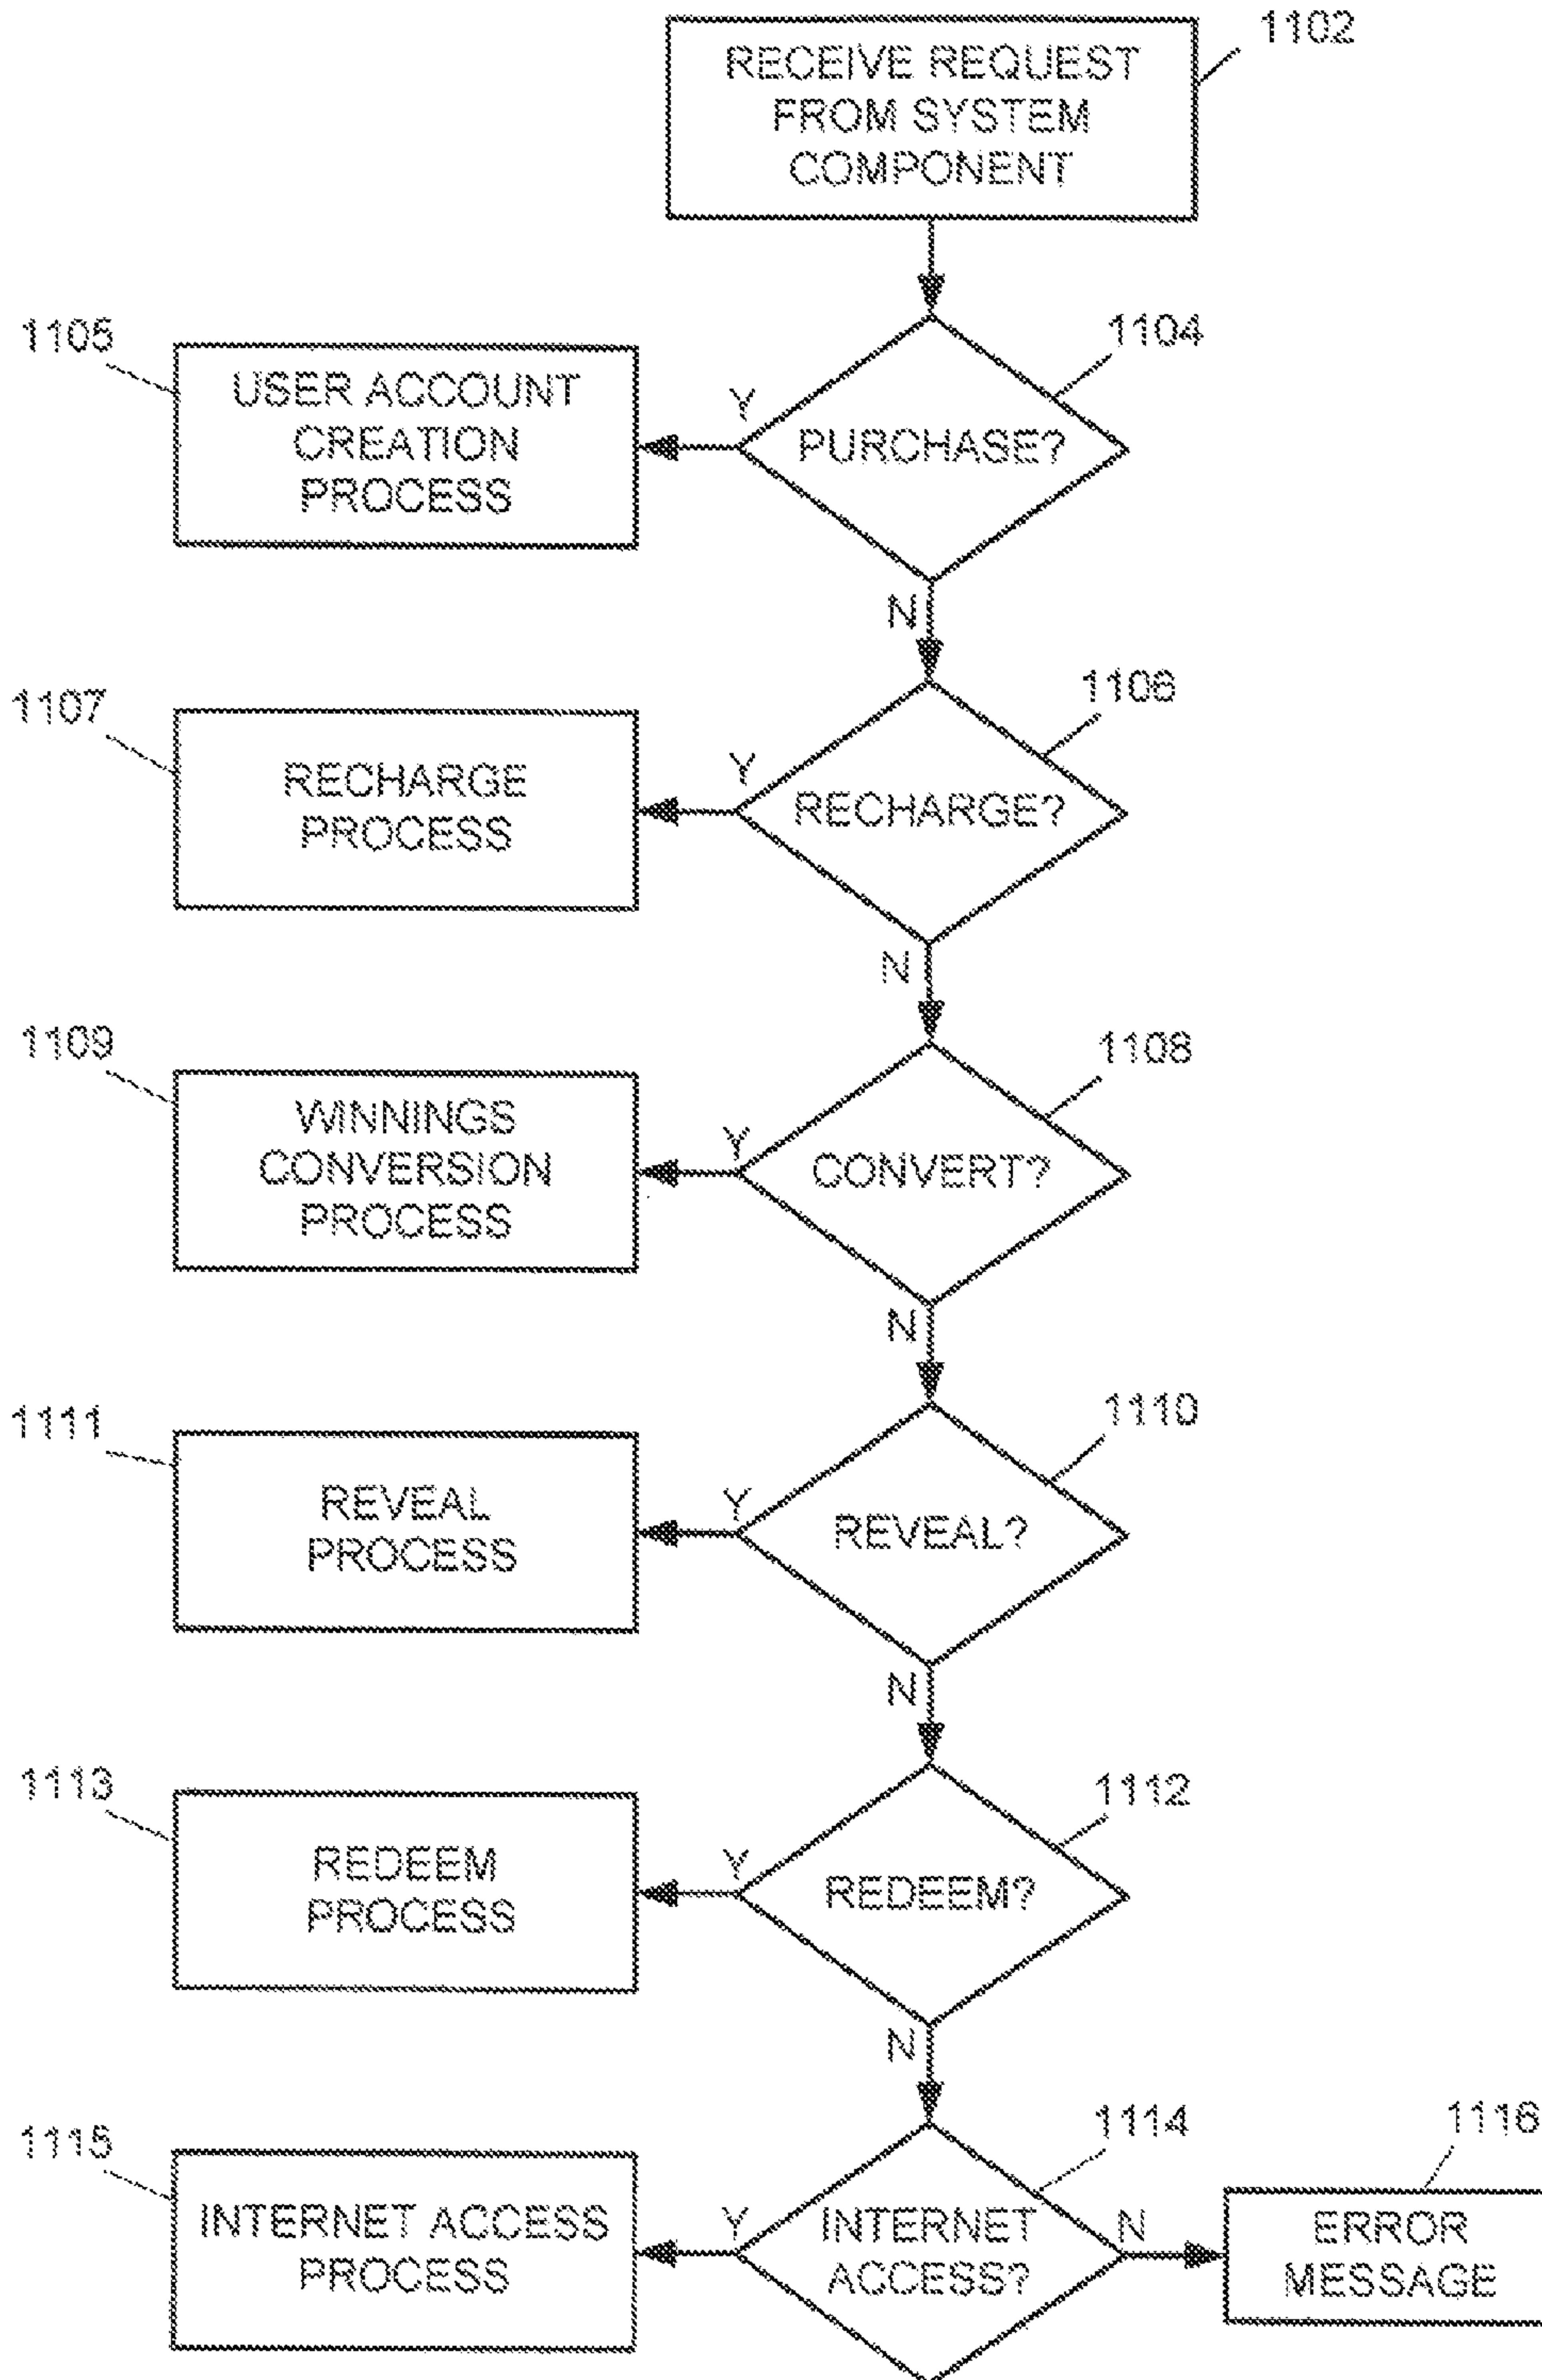 1102
RECEIVE REQUEST
FROM SYSTEM
COMPONENT
1104
PURCHASE?
Y
N
1105
USER ACCOUNT
CREATION
PROCESS
1106
RECHARGE?
Y
N
1107
RECHARGE
PROCESS
1108
CONVERT?
Y
N
1109
WINNINGS
CONVERSION
PROCESS
1110
REVEAL?
Y
N
1111
REVEAL
PROCESS
1112
REDEEM?
Y
N
1113
REDEEM
PROCESS
1114
INTERNET
ACCESS?
Y
N
1115
INTERNET ACCESS
PROCESS
1116
ERROR
MESSAGE